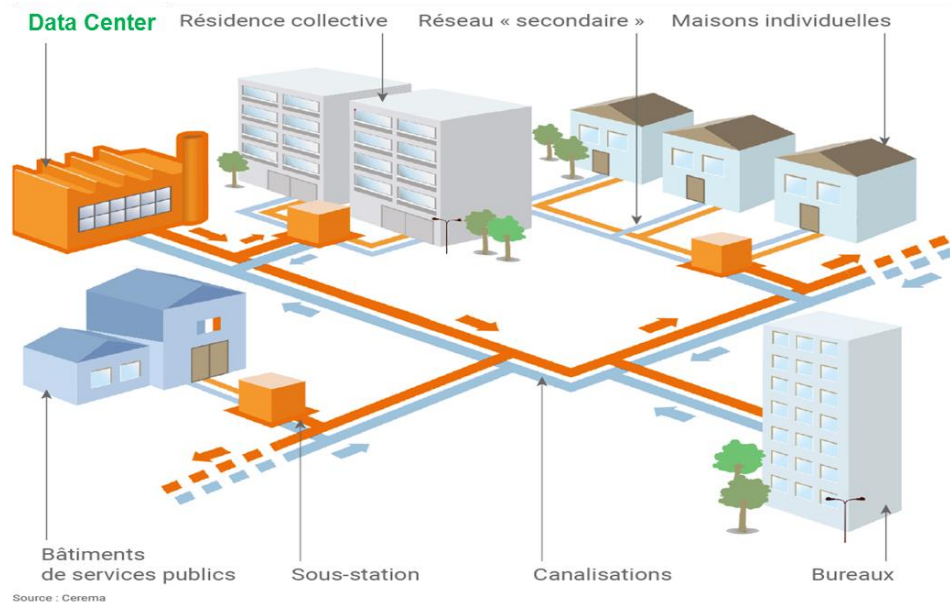 Data Center
Résidence collective
Réseau « secondaire »
Maisons individuelles
Bâtiments
de services publics
Sous-station
Canalisations
Bureaux
Source : Cerema